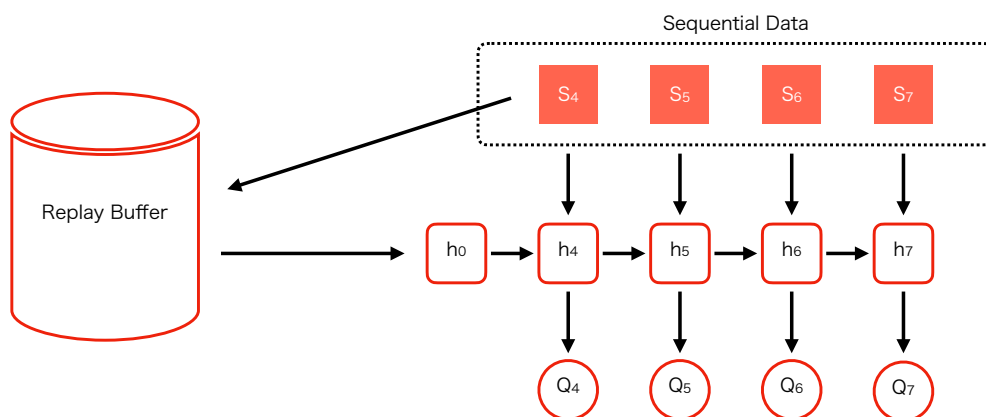 Sequential Data
S4 S5 S6 S7
Replay Buffer
h0 h4 h5 h6 h7
Q4 Q5 Q6 Q7